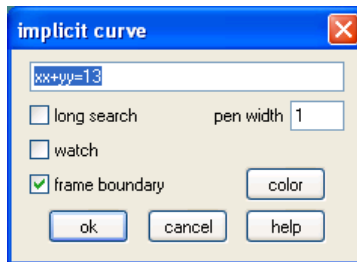 implicit curve
xx+yy=13
long search pen width 1
watch
frame boundary color
ok cancel help